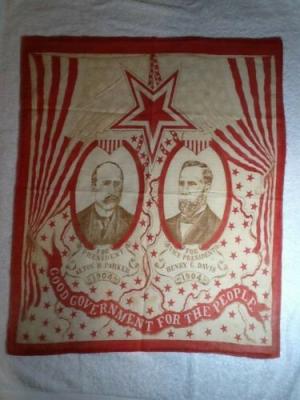 FOR
PRESIDENT
ALTON B. PARKER
1904
FOR
VICE PRESIDENT
HENRY G. DAVIS
1904
GOOD GOVERNMENT FOR THE PEOPLE